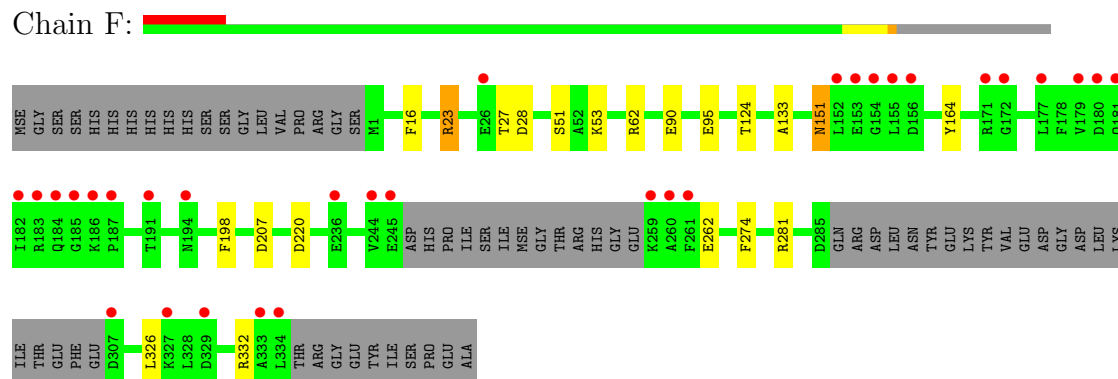 Chain F:
MSE GLY SER SER HIS HIS HIS HIS HIS HIS SER SER GLY LEU VAL PRO ARG GLY SER M1 F16 R23 E26 T27 D28 S51 A52 K53 R62 E90 E95 T124 A133 N151 L152 E153 G154 L155 D156 Y164 R171 G172 L177 F178 V179 D180
I182 R183 Q184 G185 K186 P187 T191 N194 F198 D207 D220 E236 V244 E245 ASP HIS PRO ILE SER ILE MSE GLY THR ARG HIS GLY GLU K259 A260 F261 E262 F274 R281 D285 GLN ARG ASP LEU ASN TYR GLU LYS TYR VAL GLU ASP GLY ASP LEU LYS
ILE THR GLU PHE GLU D307 L326 K327 L328 D329 R332 A333 L334 THR ARG GLY GLU TYR ILE SER PRO GLU ALA